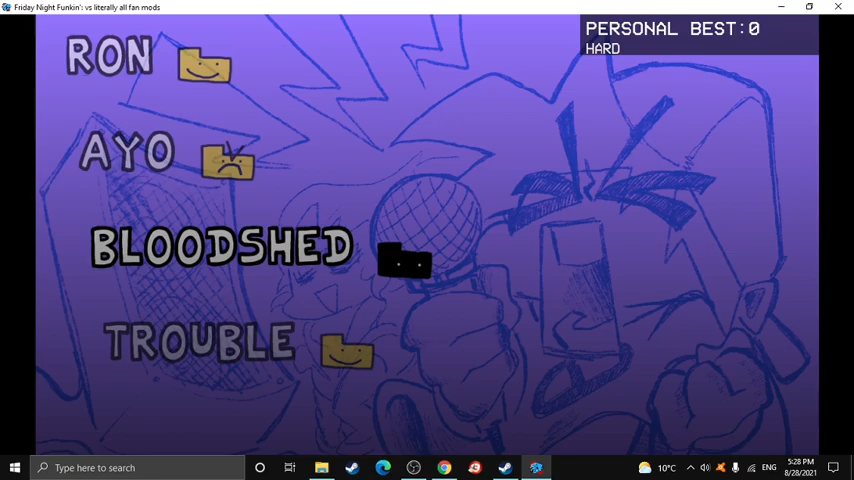 Friday Night Funkin': vs literally all fan mods
PERSONAL BEST:0
HARD
RON
AYO
BLOODSHED
TROUBLE
Type here to search
10°C
ENG
5:28 PM
8/28/2021